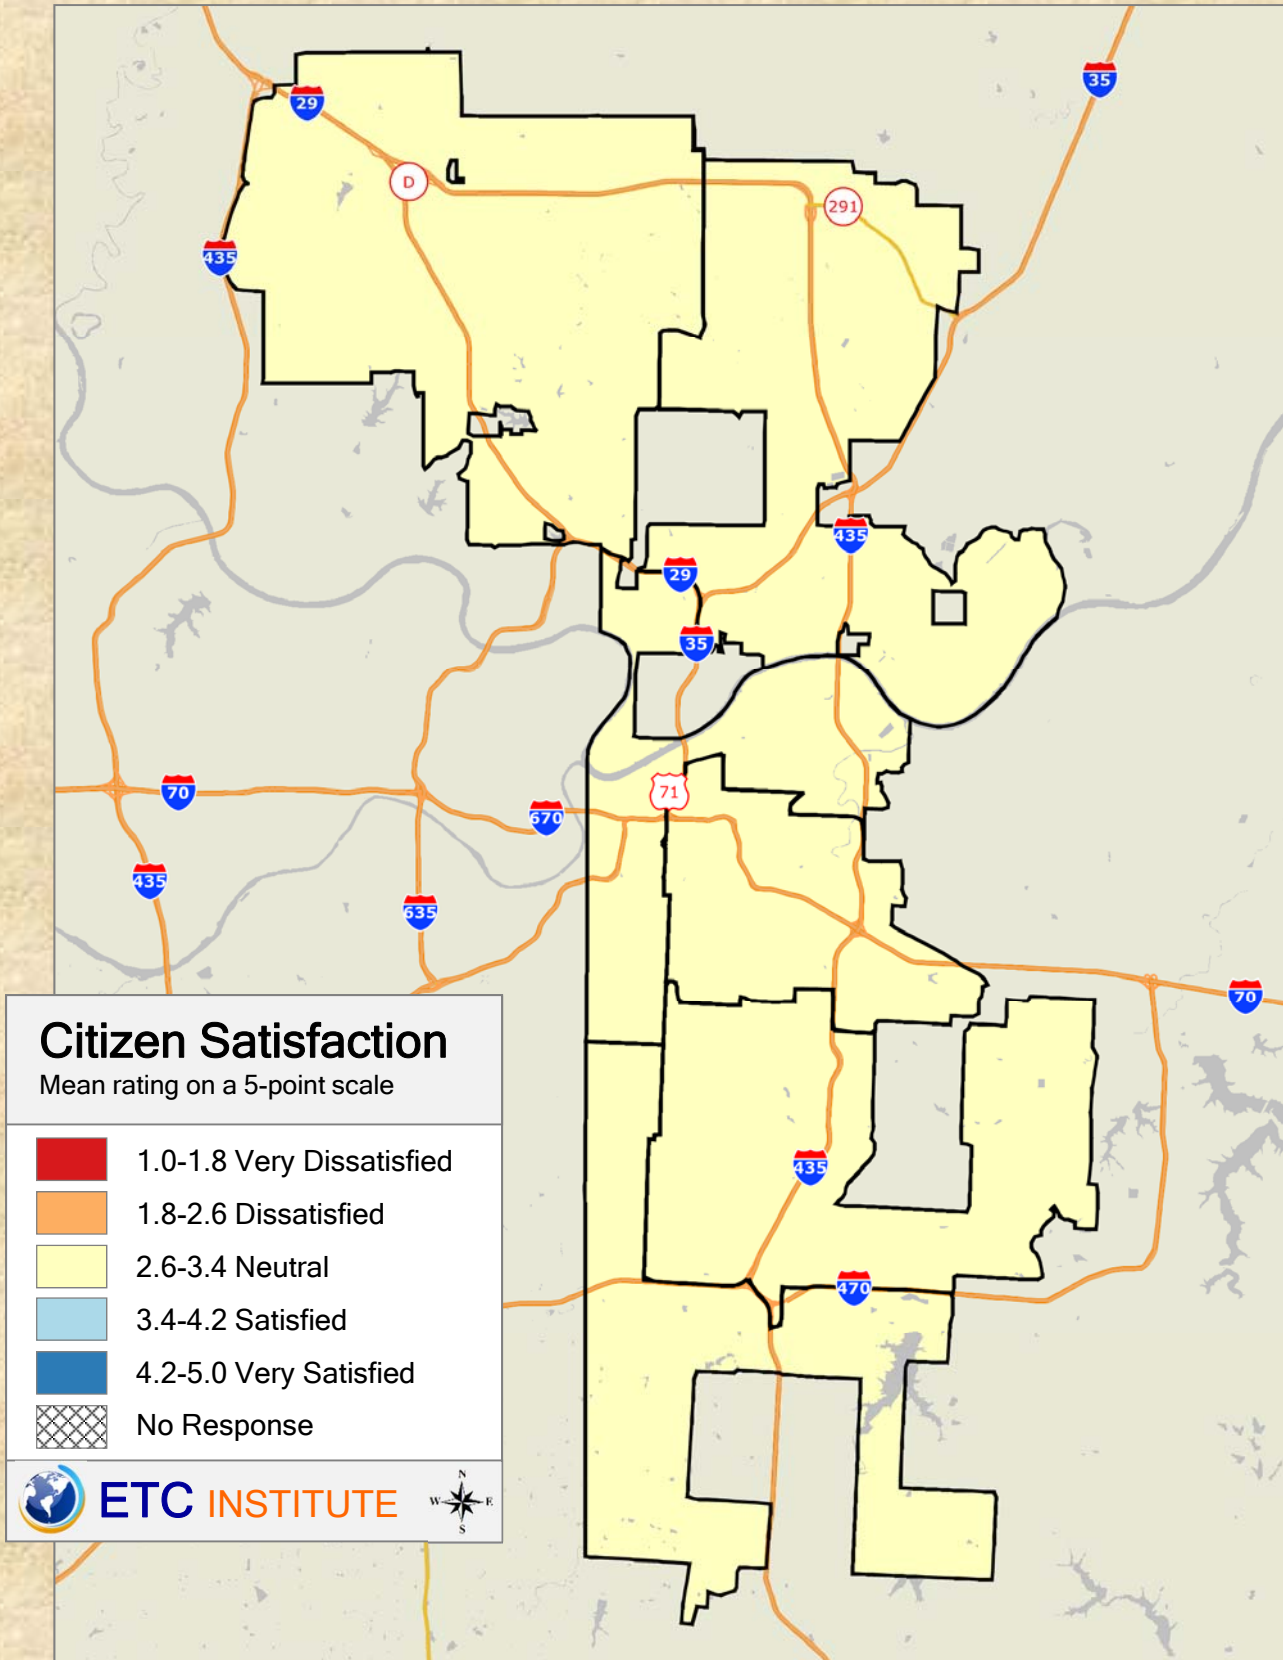 35
29
D
291
435
435
29
35
70
71
670
435
635
70
Citizen Satisfaction
Mean rating on a 5-point scale
1.0-1.8 Very Dissatisfied
1.8-2.6 Dissatisfied
2.6-3.4 Neutral
3.4-4.2 Satisfied
4.2-5.0 Very Satisfied
No Response
ETC INSTITUTE
N
W E
S
435
470